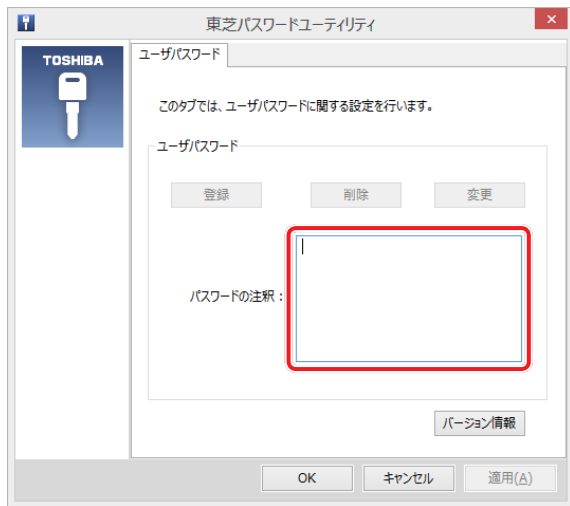 東芝パスワードユーティリティ
TOSHIBA
ユーザパスワード
このタブでは、ユーザパスワードに関する設定を行います。
ユーザパスワード
登録 削除 変更
パスワードの注釈：
バージョン情報
OK キャンセル 適用(A)